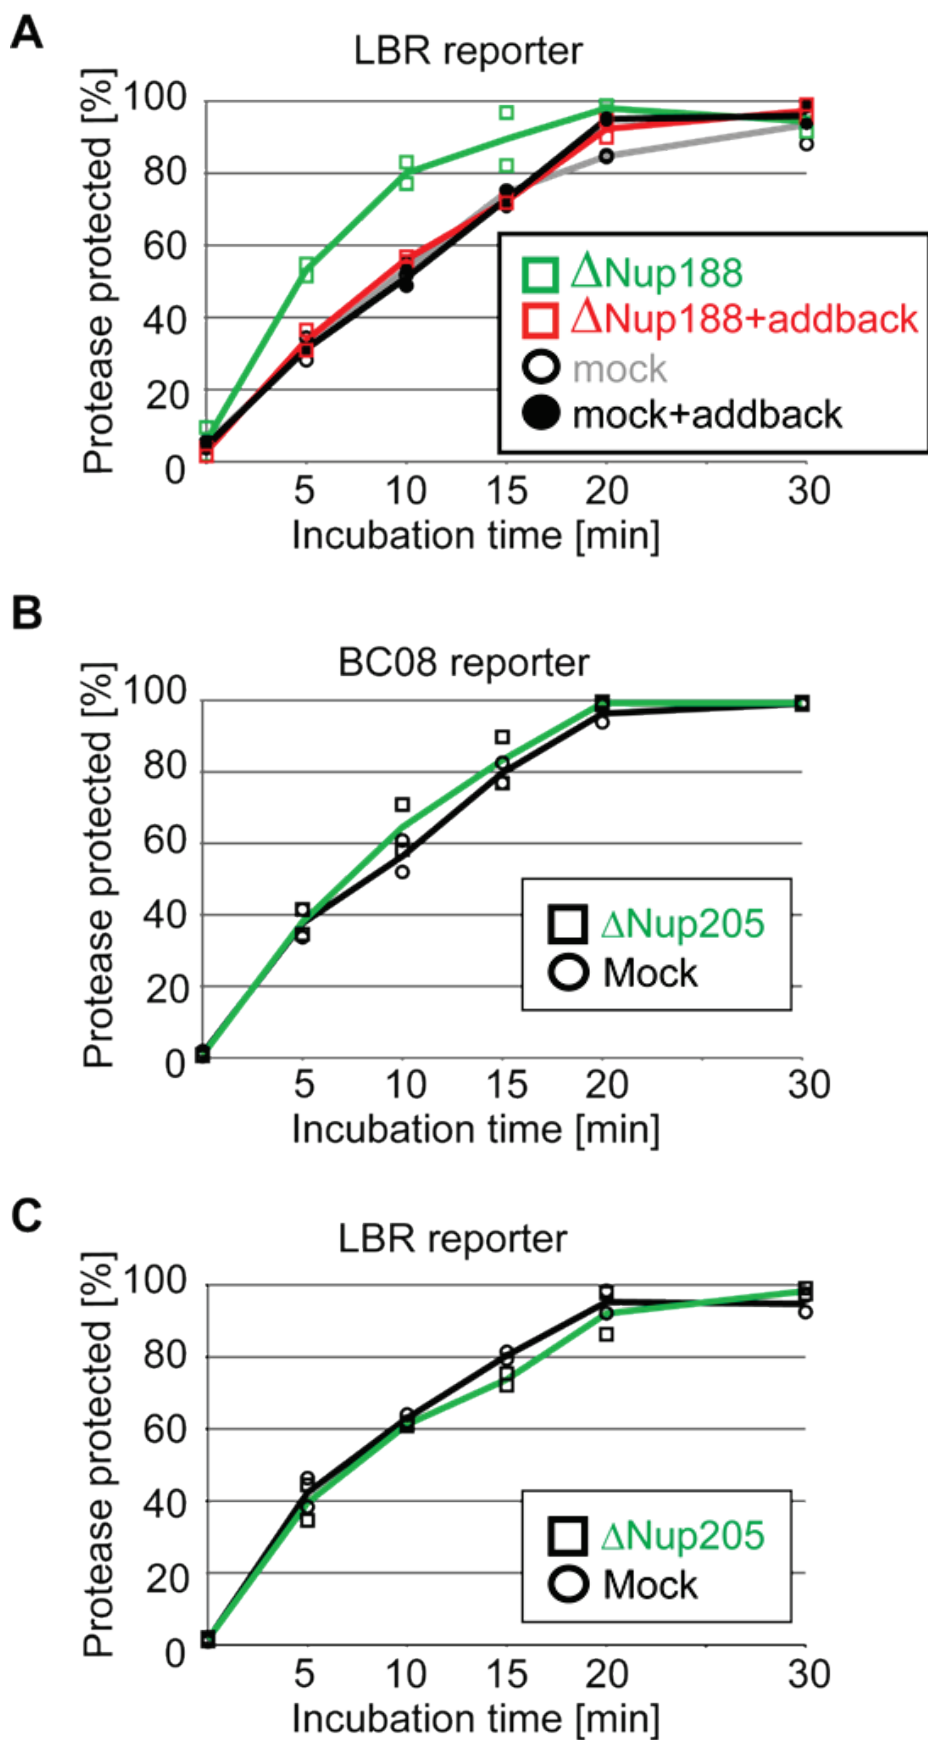 A
LBR reporter
Protease protected [%]
100
80
60
40
20
0
ΔNup188
ΔNup188+addback
mock
mock+addback
5 10 15 20 30
Incubation time [min]
B
BC08 reporter
Protease protected [%]
100
80
60
40
20
0
ΔNup205
Mock
5 10 15 20 30
Incubation time [min]
C
LBR reporter
Protease protected [%]
100
80
60
40
20
0
ΔNup205
Mock
5 10 15 20 30
Incubation time [min]